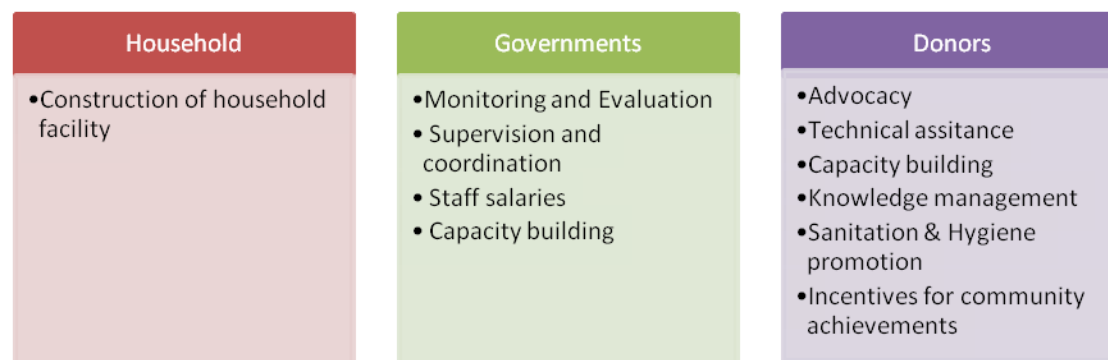 Household
•Construction of household
facility
Governments
•Monitoring and Evaluation
• Supervision and
coordination
• Staff salaries
• Capacity building
Donors
•Advocacy
•Technical assitance
•Capacity building
•Knowledge management
•Sanitation & Hygiene
promotion
•Incentives for community
achievements